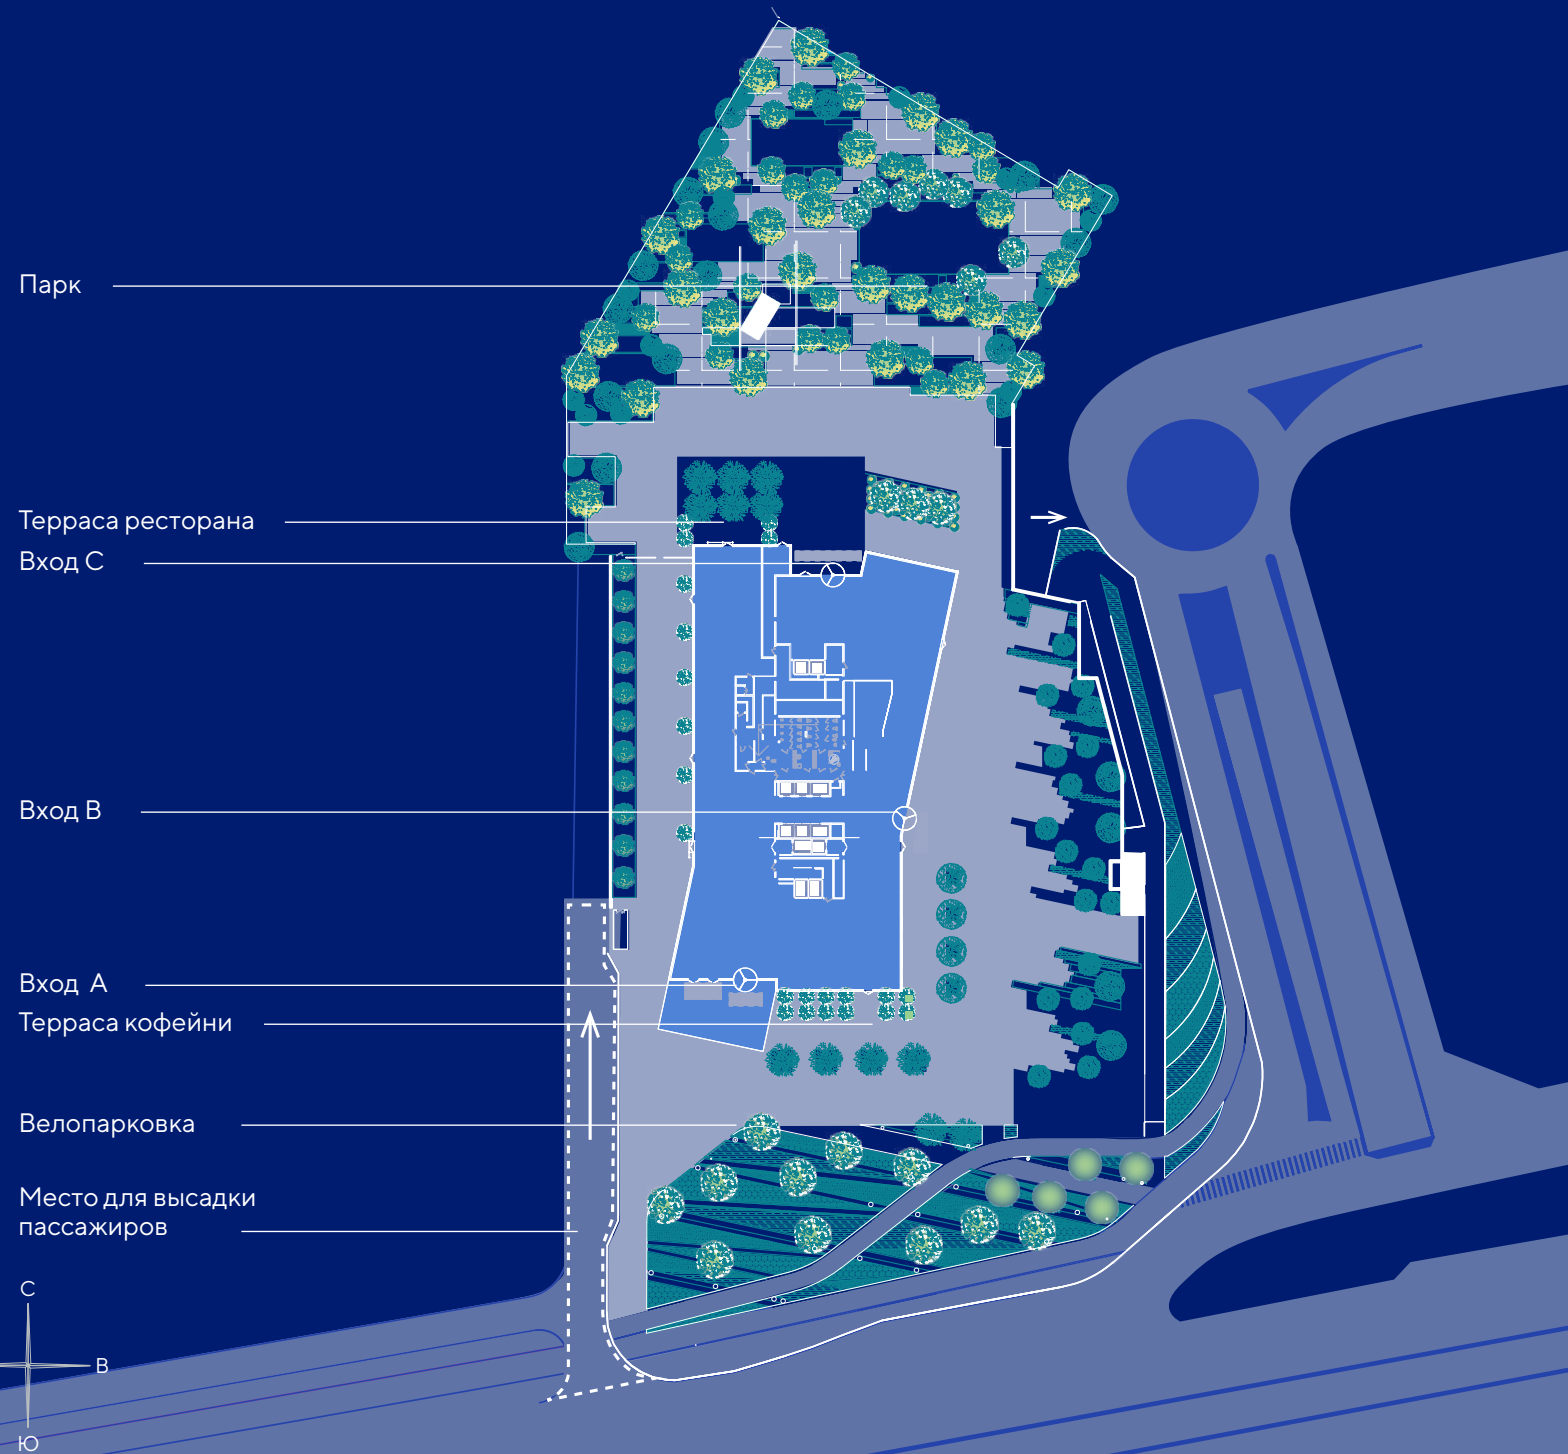 Парк
Терраса ресторана
Вход C
Вход B
Вход A
Терраса кофейни
Велопарковка
Место для высадки
пассажиров
С
В
Ю